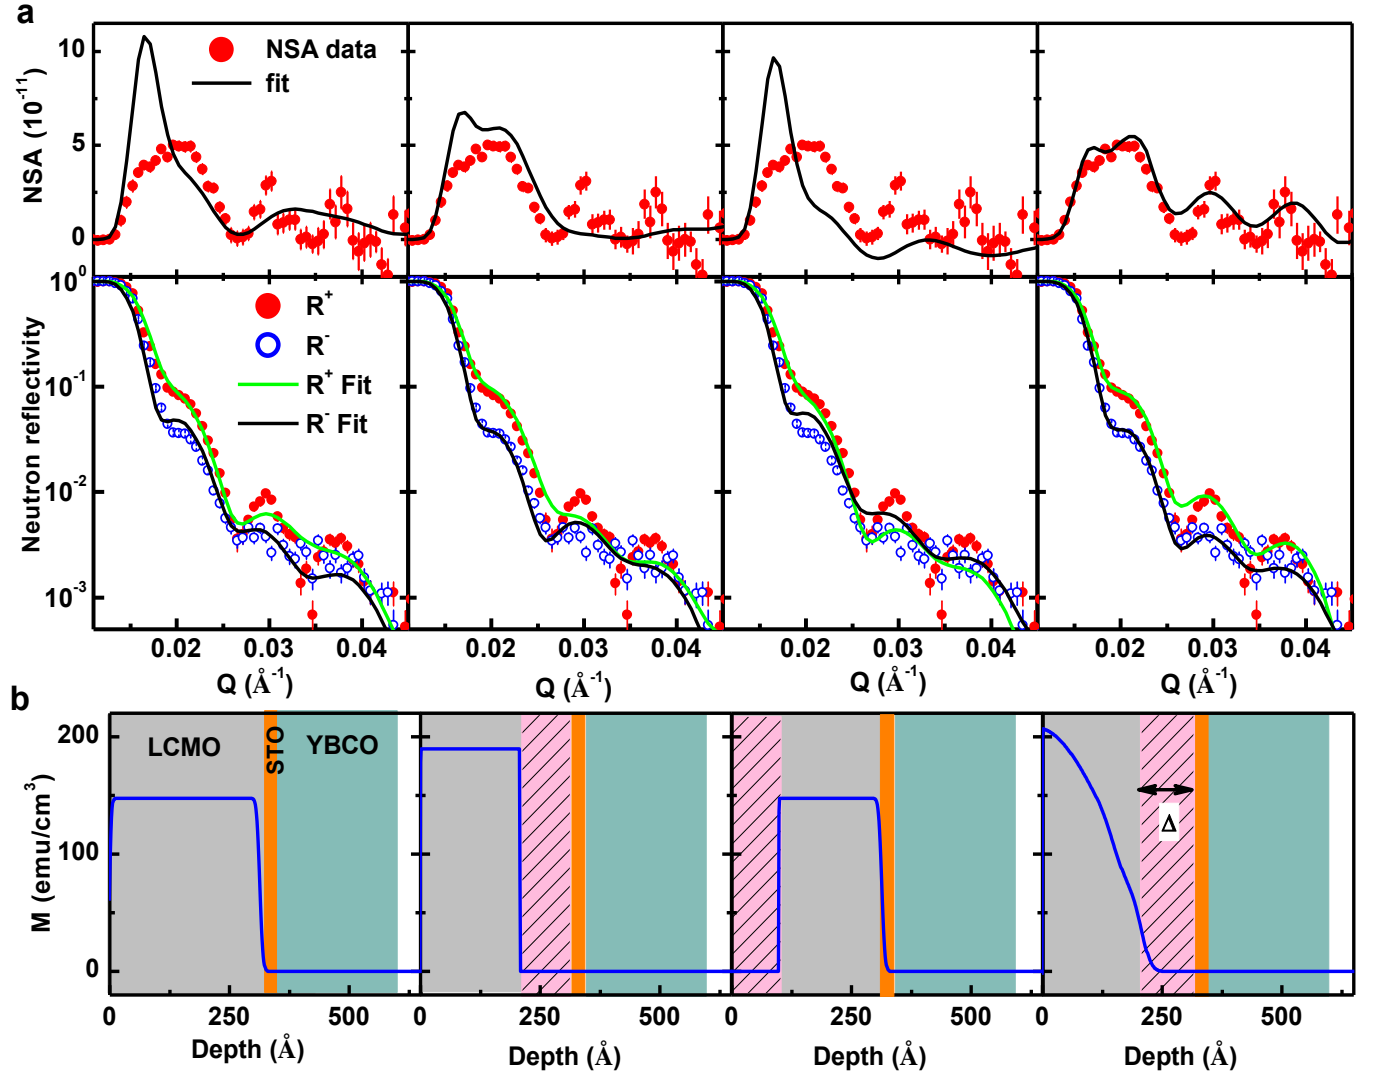 a
10
5
0
NSA (10⁻¹¹)
NSA data
fit
10⁰
10⁻¹
10⁻²
10⁻³
Neutron reflectivity
R⁺
R⁻
R⁺ Fit
R⁻ Fit
0.02 0.03 0.04 0.02 0.03 0.04 0.02 0.03 0.04 0.02 0.03 0.04
Q (Å⁻¹) Q (Å⁻¹) Q (Å⁻¹) Q (Å⁻¹)
b
200
100
0
M (emu/cm³)
LCMO STO YBCO
Δ
0 250 500 0 250 500 0 250 500 0 250 500
Depth (Å) Depth (Å) Depth (Å) Depth (Å)